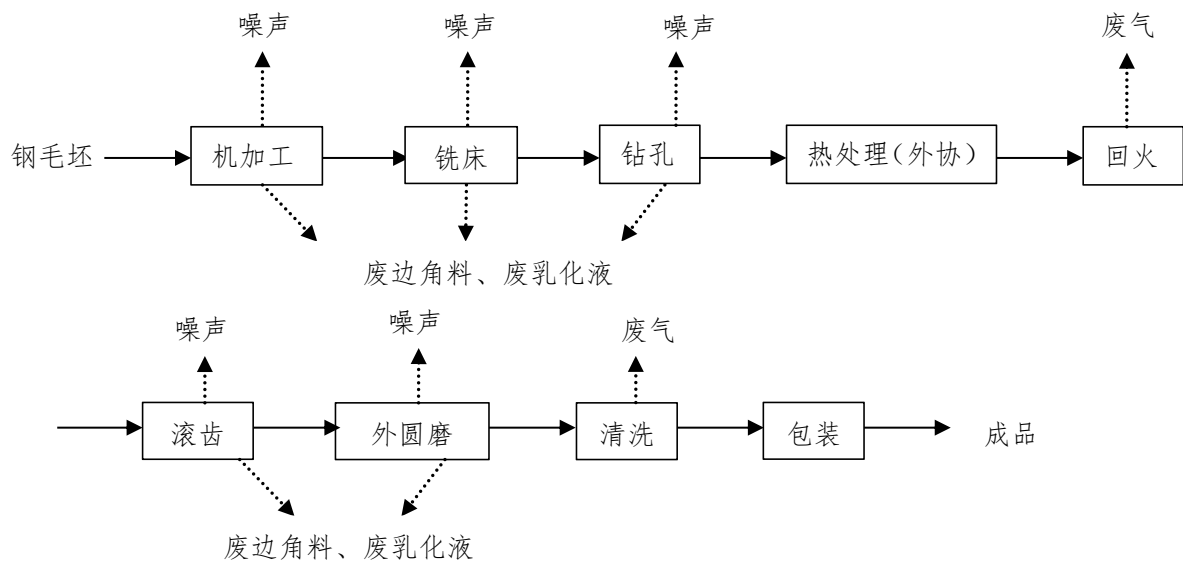 噪声 噪声 噪声 废气
钢毛坯 机加工 铣床 钻孔 热处理(外协) 回火
废边角料、废乳化液
噪声 噪声 废气
滚齿 外圆磨 清洗 包装 成品
废边角料、废乳化液